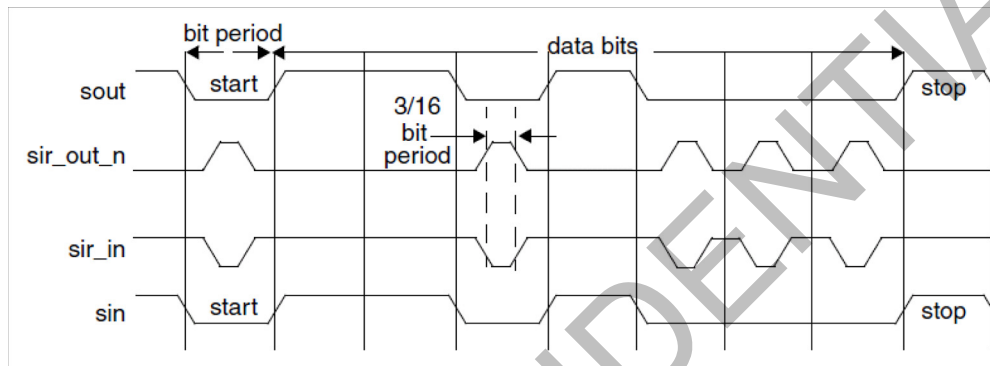 bit period
data bits
sout
start
stop
3/16
bit
period
sir_out_n
sir_in
sin
start
stop